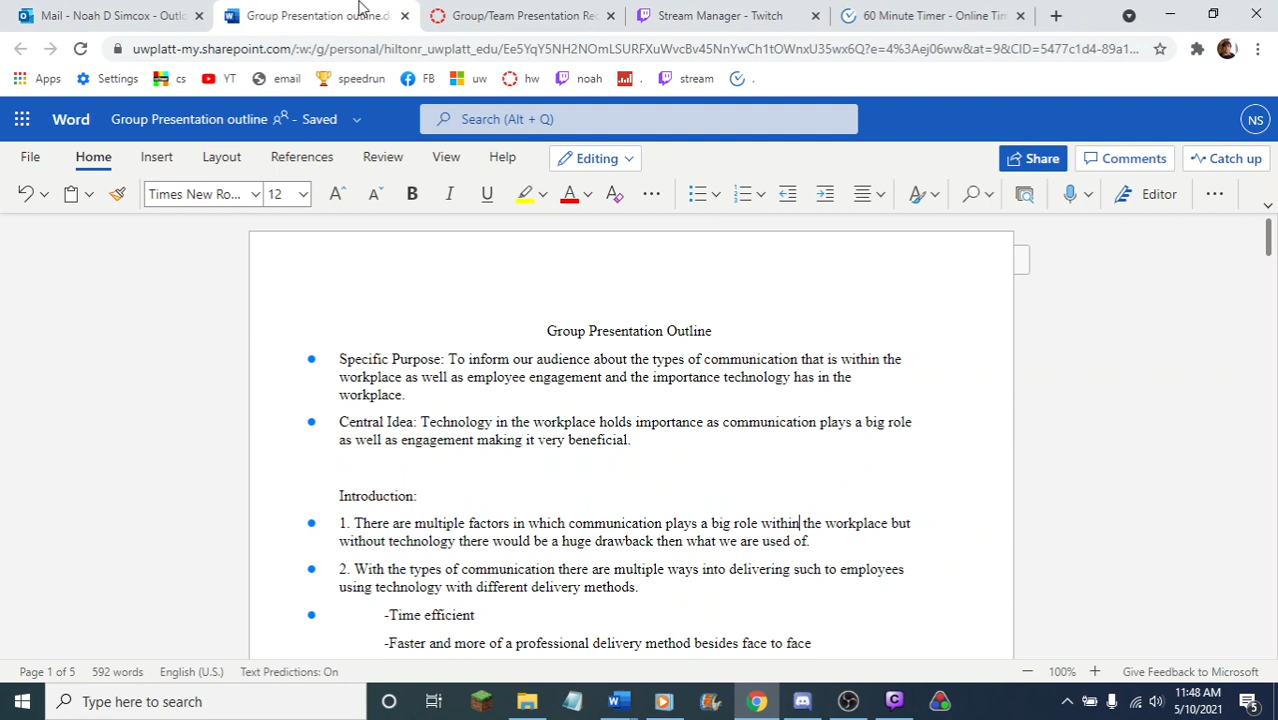 Mail - Noah D Simcox - Outlo
Group Presentation outline.d
Group/Team Presentation Rec
Stream Manager - Twitch
60 Minute Timer - Online Tim
uwplatt-my.sharepoint.com/:w:/g/personal/hiltonr_uwplatt_edu/Ee5YqY5NH2NOmLSURFXuWvcBv45NnYwCh1tOWnxU35wx6Q?e=4%3Aej06ww&at=9&CID=5477c1d4-89a1...
Apps Settings cs YT email speedrun FB uw hw noah . stream .
Word Group Presentation outline - Saved Search (Alt + Q) NS
File Home Insert Layout References Review View Help Editing Share Comments Catch up
Times New Ro... 12 A A B I U A A Editor
Group Presentation Outline
Specific Purpose: To inform our audience about the types of communication that is within the
workplace as well as employee engagement and the importance technology has in the
workplace.
Central Idea: Technology in the workplace holds importance as communication plays a big role
as well as engagement making it very beneficial.
Introduction:
1. There are multiple factors in which communication plays a big role within the workplace but
without technology there would be a huge drawback then what we are used of.
2. With the types of communication there are multiple ways into delivering such to employees
using technology with different delivery methods.
-Time efficient
-Faster and more of a professional delivery method besides face to face
Page 1 of 5 592 words English (U.S.) Text Predictions: On 100% Give Feedback to Microsoft
Type here to search
11:48 AM
5/10/2021
5